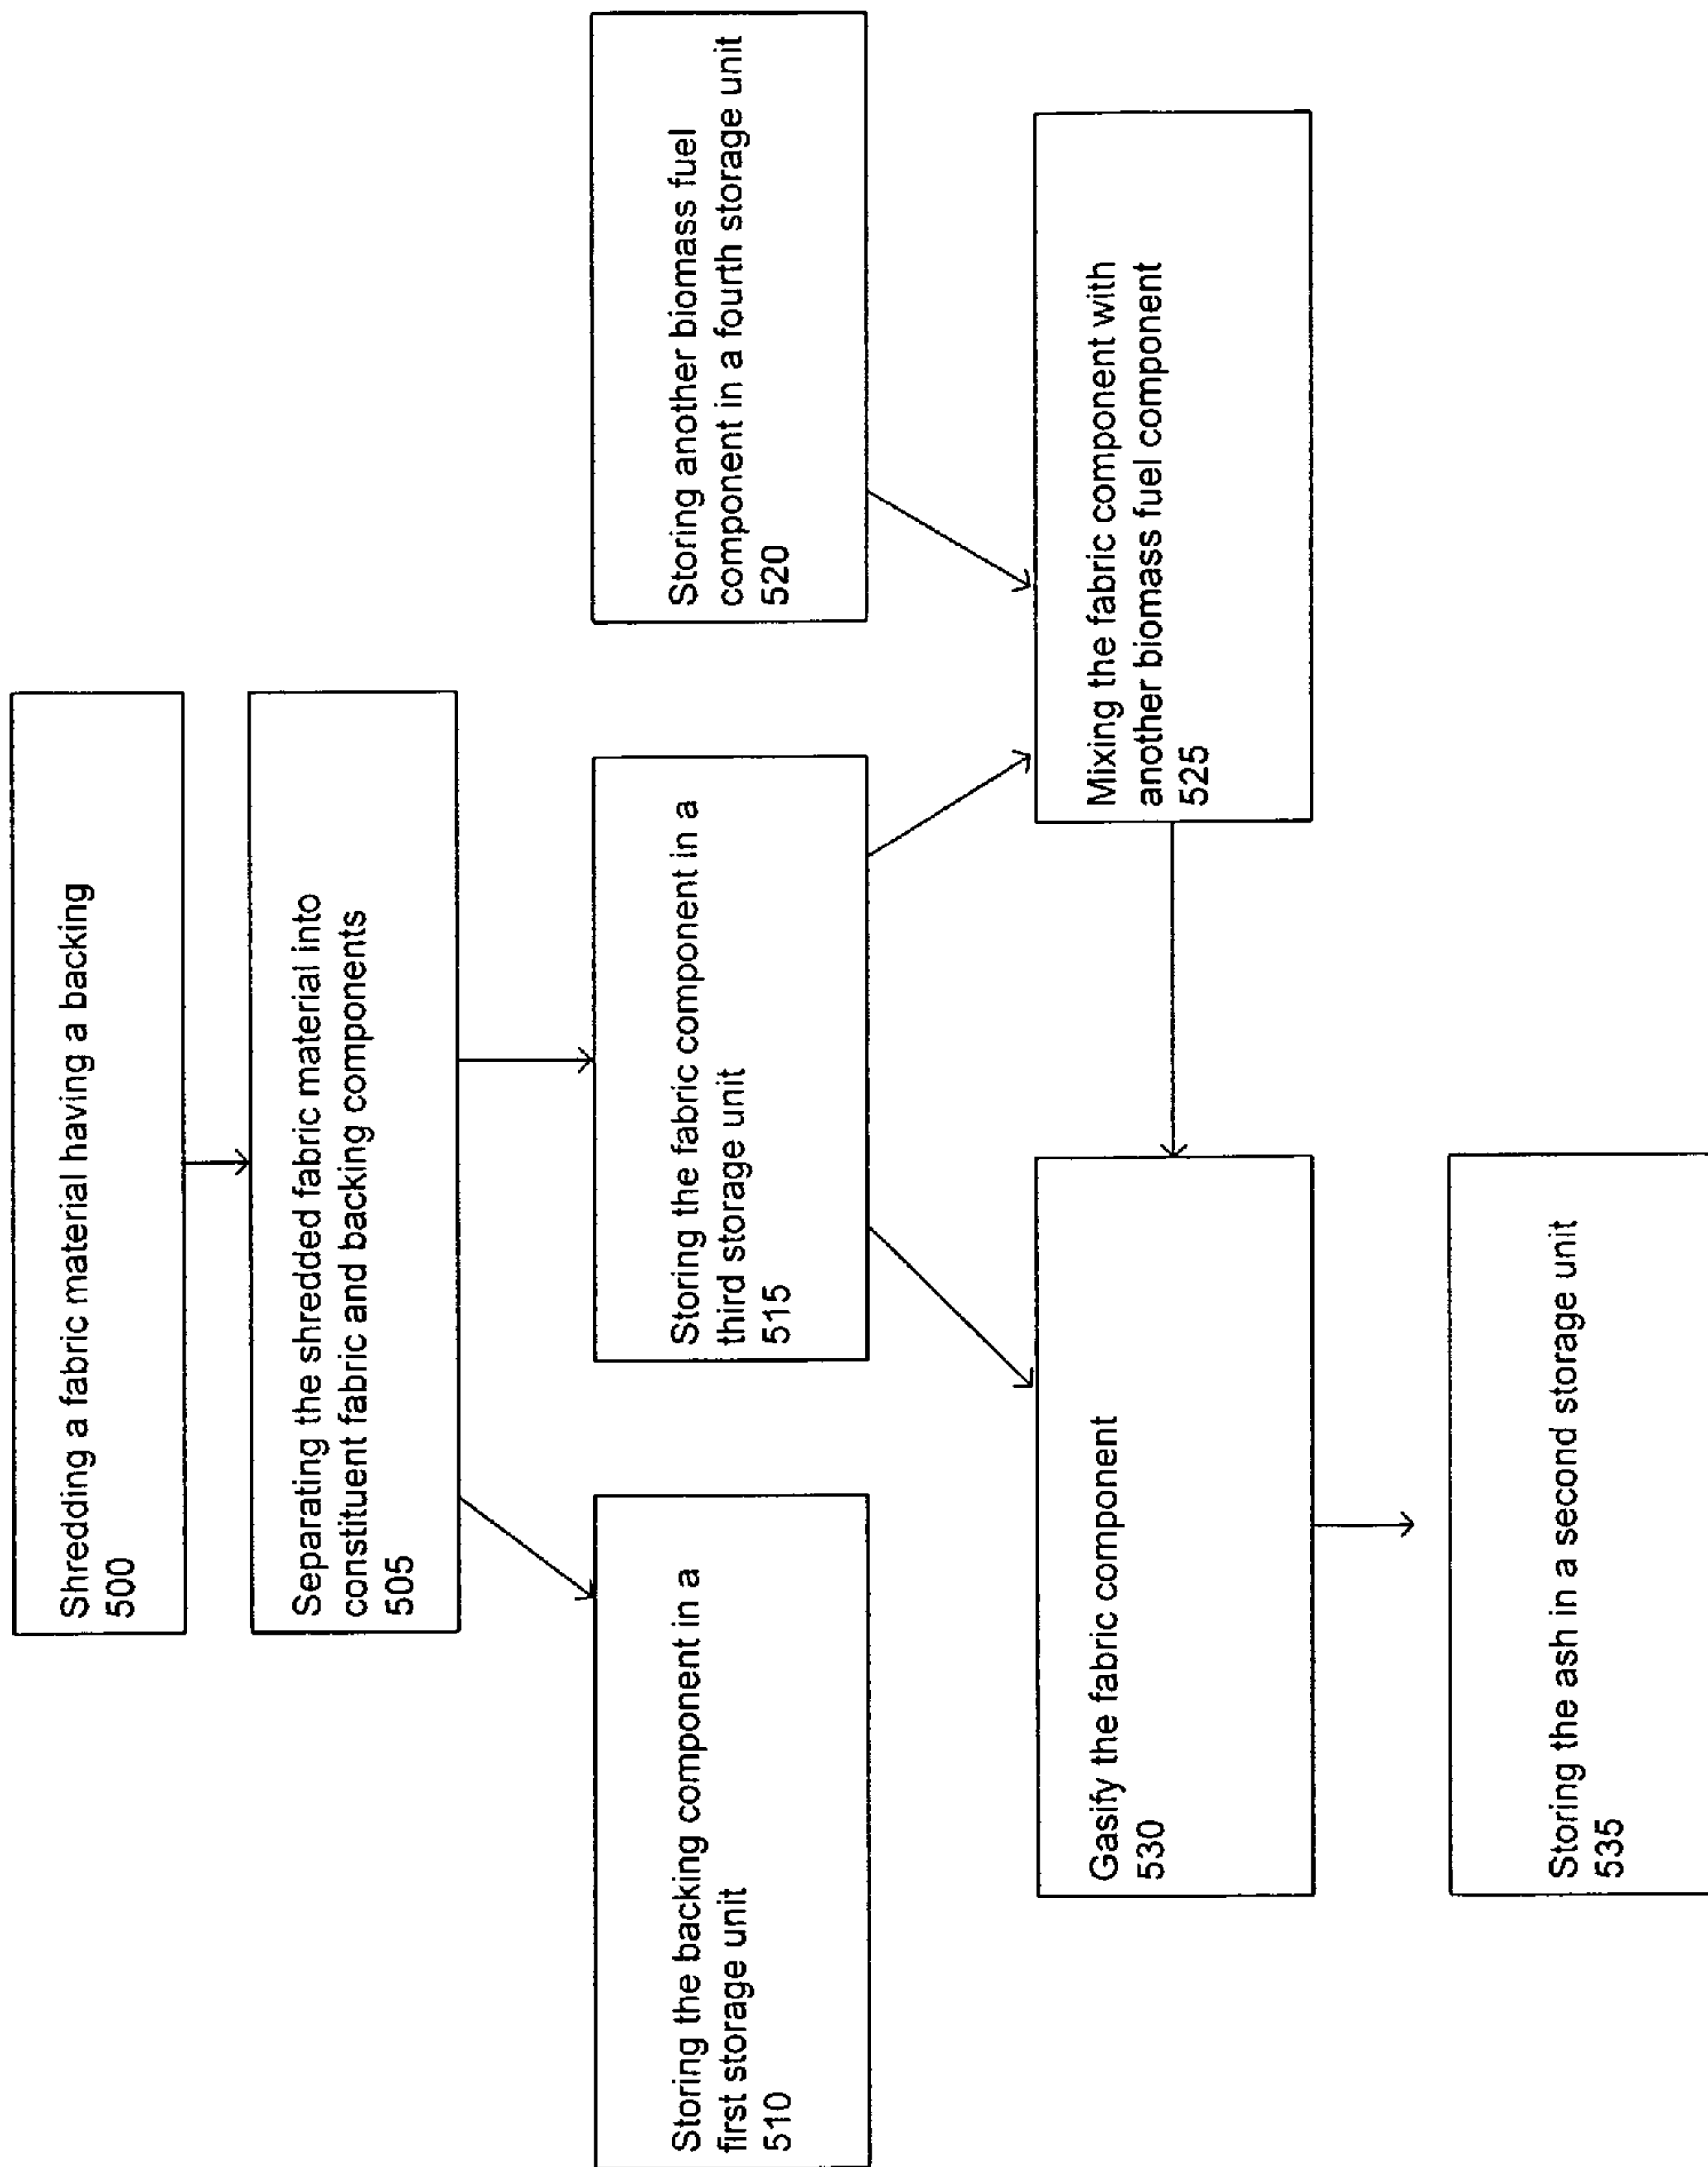 Shredding a fabric material having a backing
500
Separating the shredded fabric material into
constituent fabric and backing components
505
Storing the backing component in a
first storage unit
510
Storing the fabric component in a
third storage unit
515
Storing another biomass fuel
component in a fourth storage unit
520
Gasify the fabric component
530
Mixing the fabric component with
another biomass fuel component
525
Storing the ash in a second storage unit
535